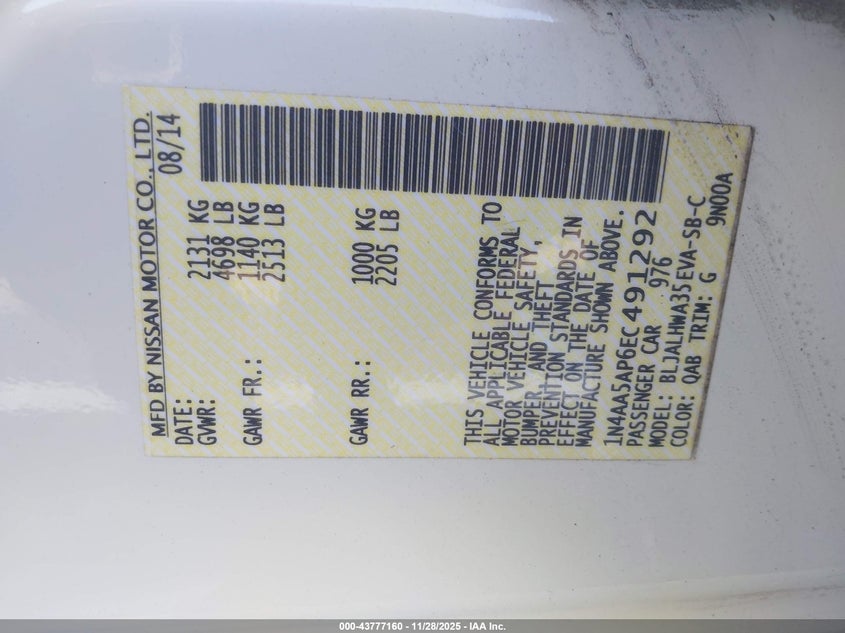 MFD BY NISSAN MOTOR CO., LTD.
DATE: 08/14
GVWR: 2131 KG
4698 LB
GAWR FR.: 1140 KG
2513 LB
GAWR RR.: 1000 KG
2205 LB
THIS VEHICLE CONFORMS TO
ALL APPLICABLE FEDERAL
MOTOR VEHICLE SAFETY,
BUMPER, AND THEFT
PREVENTION STANDARDS IN
EFFECT ON THE DATE OF
MANUFACTURE SHOWN ABOVE.
1N4AA5AP6EC491292
PASSENGER CAR 976
MODEL: BLJALHWA35EVA-SB-C
COLOR: QAB TRIM: G 9N00A
000-43777160 - 11/28/2025 - IAA Inc.